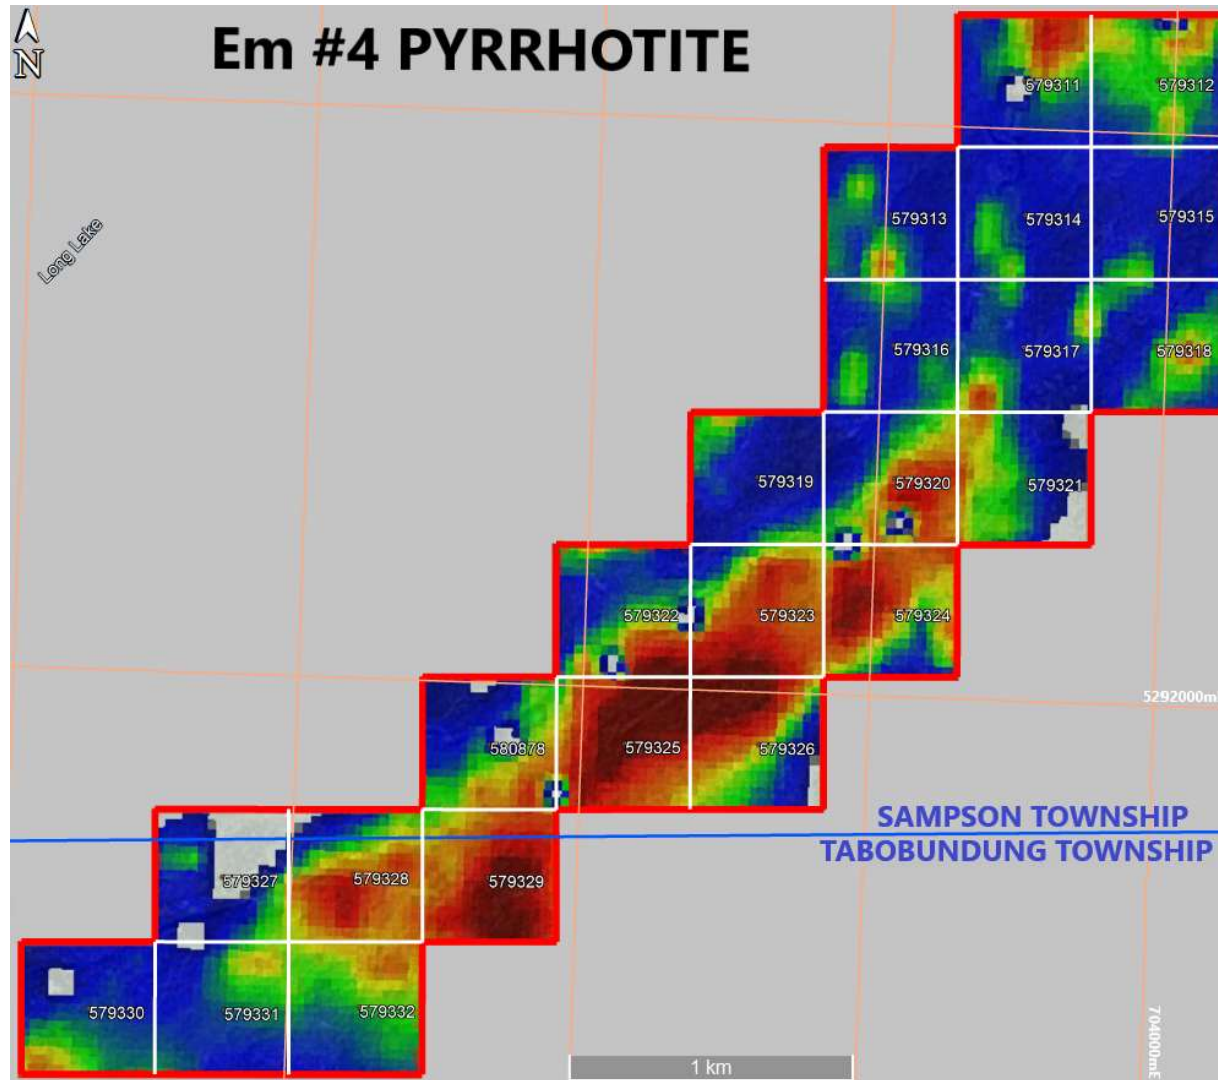 Em #4 PYRRHOTITE
N
Long Lake
579311
579312
579313
579314
579315
579316
579317
579318
579319
579320
579321
579322
579323
579324
5292000m
580878
579325
579326
SAMPSON TOWNSHIP
TABOBUNDUNG TOWNSHIP
579327
579328
579329
579330
579331
579332
704000mE
1 km